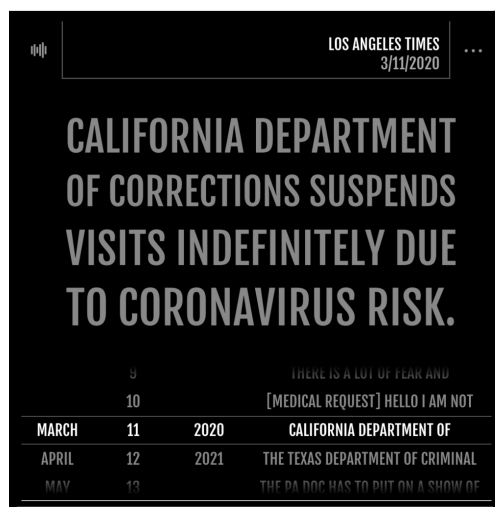 LOS ANGELES TIMES
3/11/2020
...
CALIFORNIA DEPARTMENT
OF CORRECTIONS SUSPENDS
VISITS INDEFINITELY DUE
TO CORONAVIRUS RISK.
9 THERE IS A LOT OF FEAR AND
10 [MEDICAL REQUEST] HELLO I AM NOT
MARCH 11 2020 CALIFORNIA DEPARTMENT OF
APRIL 12 2021 THE TEXAS DEPARTMENT OF CRIMINAL
MAY 13 THE PA DOC HAS TO PUT ON A SHOW OF